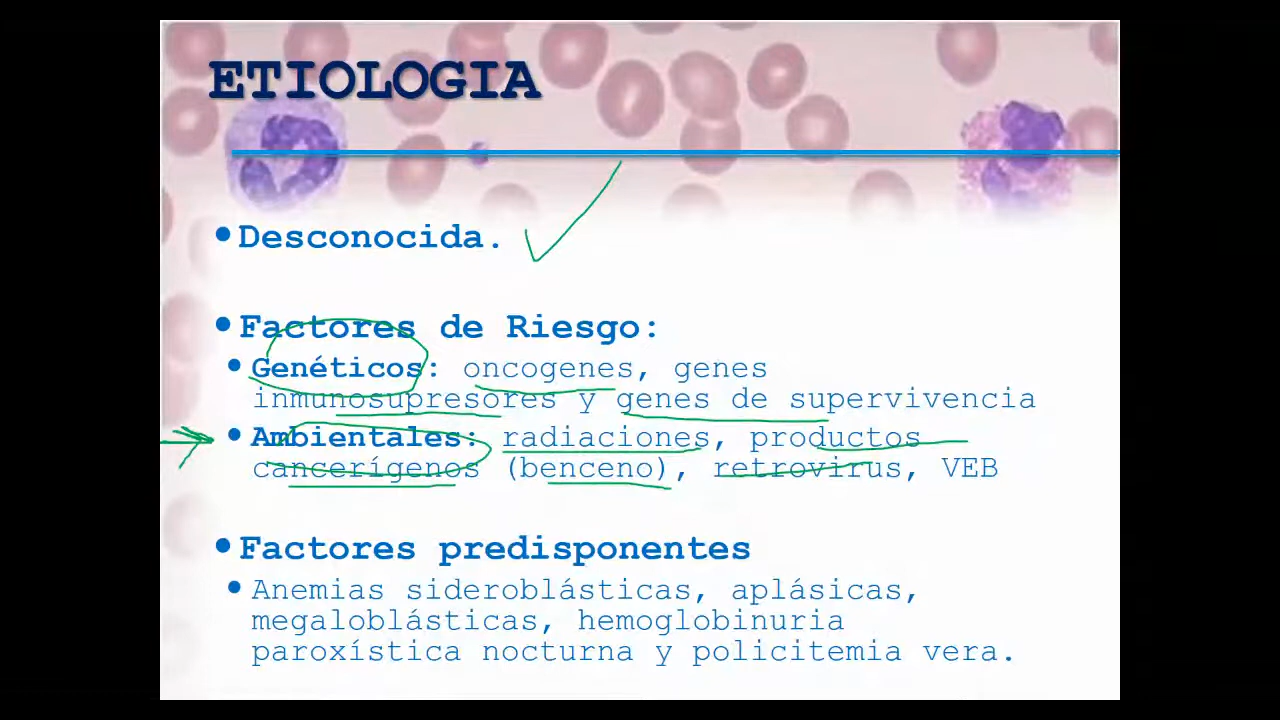 ETIOLOGIA
•Desconocida.
•Factores de Riesgo:
•Genéticos: oncogenes, genes
inmunosupresores y genes de supervivencia
•Ambientales: radiaciones, productos
cancerígenos (benceno), retrovirus, VEB
•Factores predisponentes
•Anemias sideroblásticas, aplásicas,
megaloblásticas, hemoglobinuria
paroxística nocturna y policitemia vera.